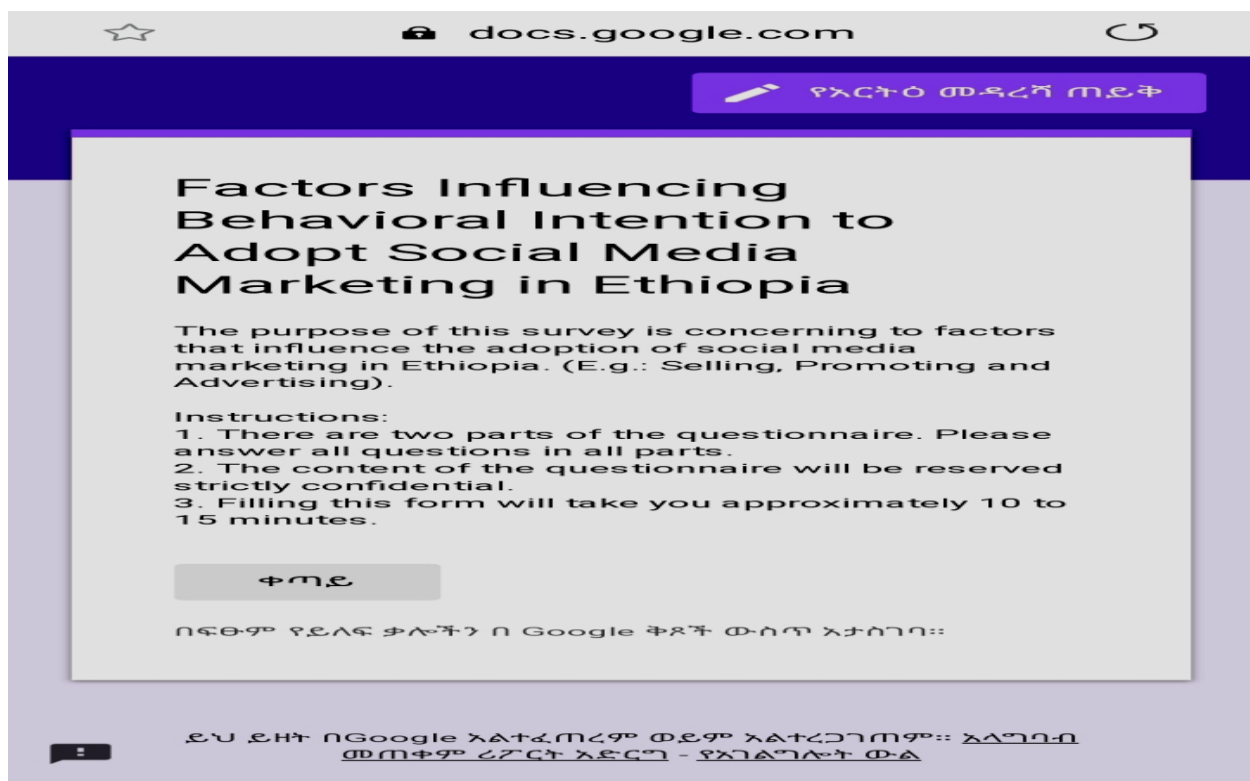 docs.google.com
የአርትዕ መዳረሻ ጠይቅ
Factors Influencing
Behavioral Intention to
Adopt Social Media
Marketing in Ethiopia
The purpose of this survey is concerning to factors
that influence the adoption of social media
marketing in Ethiopia. (E.g.: Selling, Promoting and
Advertising).
Instructions:
1. There are two parts of the questionnaire. Please
answer all questions in all parts.
2. The content of the questionnaire will be reserved
strictly confidential.
3. Filling this form will take you approximately 10 to
15 minutes.
ቀጣይ
በፍፁም የይለፍ ቃሎችን በ Google ቅጾች ውስጥ አታስገባ።
ይህ ይዘት በGoogle አልተፈጠረም ወይም አልተረጋገጠም። አላግባብ
መጠቀም ሪፖርት አድርግ - የአገልግሎት ውል